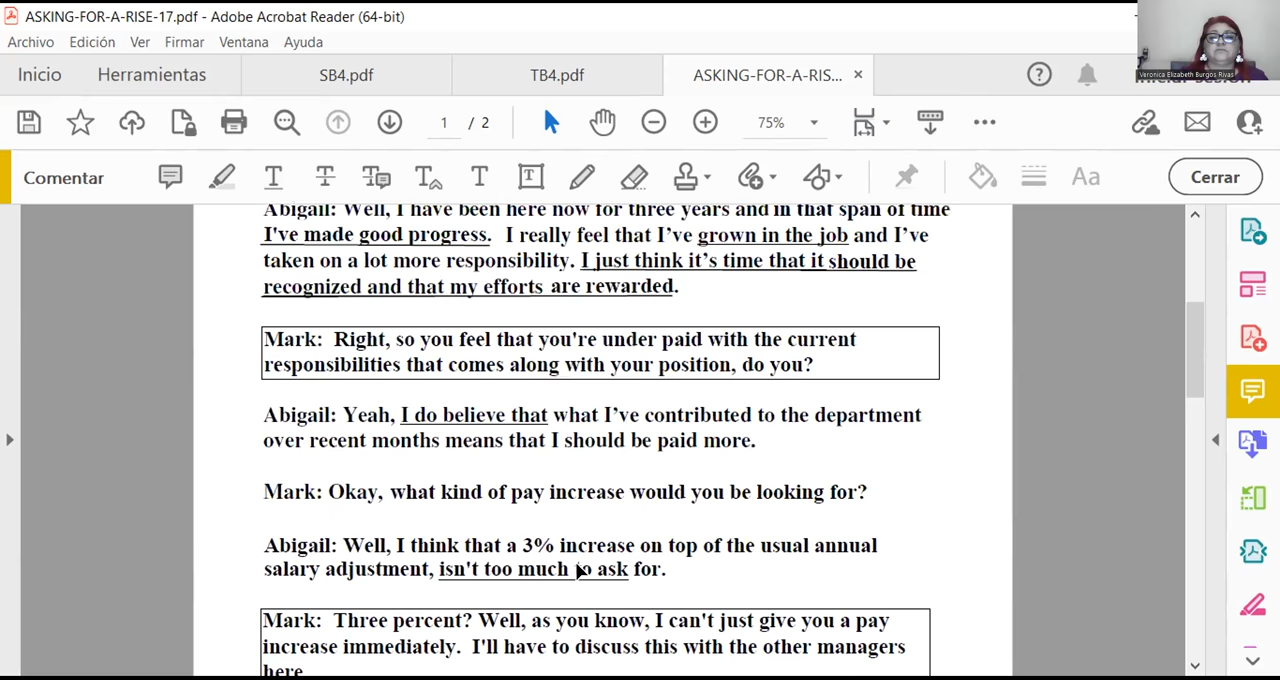 ASKING-FOR-A-RISE-17.pdf - Adobe Acrobat Reader (64-bit)
Archivo Edición Ver Firmar Ventana Ayuda
Inicio Herramientas SB4.pdf TB4.pdf ASKING-FOR-A-RIS... ×
Veronica Elizabeth Burgos Rivas
1 / 2 75%
Comentar Cerrar
Abigail: Well, I have been here now for three years and in that span of time
I've made good progress. I really feel that I've grown in the job and I've
taken on a lot more responsibility. I just think it's time that it should be
recognized and that my efforts are rewarded.
Mark: Right, so you feel that you're under paid with the current
responsibilities that comes along with your position, do you?
Abigail: Yeah, I do believe that what I've contributed to the department
over recent months means that I should be paid more.
Mark: Okay, what kind of pay increase would you be looking for?
Abigail: Well, I think that a 3% increase on top of the usual annual
salary adjustment, isn't too much to ask for.
Mark: Three percent? Well, as you know, I can't just give you a pay
increase immediately. I'll have to discuss this with the other managers
here